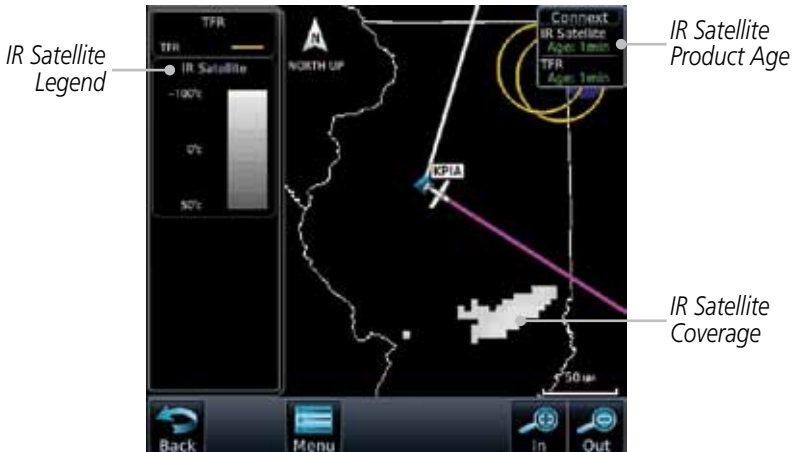 IR Satellite
Legend
TFR
TFR
IR Satellite
-100°c
0°c
50°c
N
NORTH UP
KPIA
Connext
IR Satellite
Age: 1min
TFR
Age: 1min
IR Satellite
Product Age
IR Satellite
Coverage
50
Back
Menu
In
Out